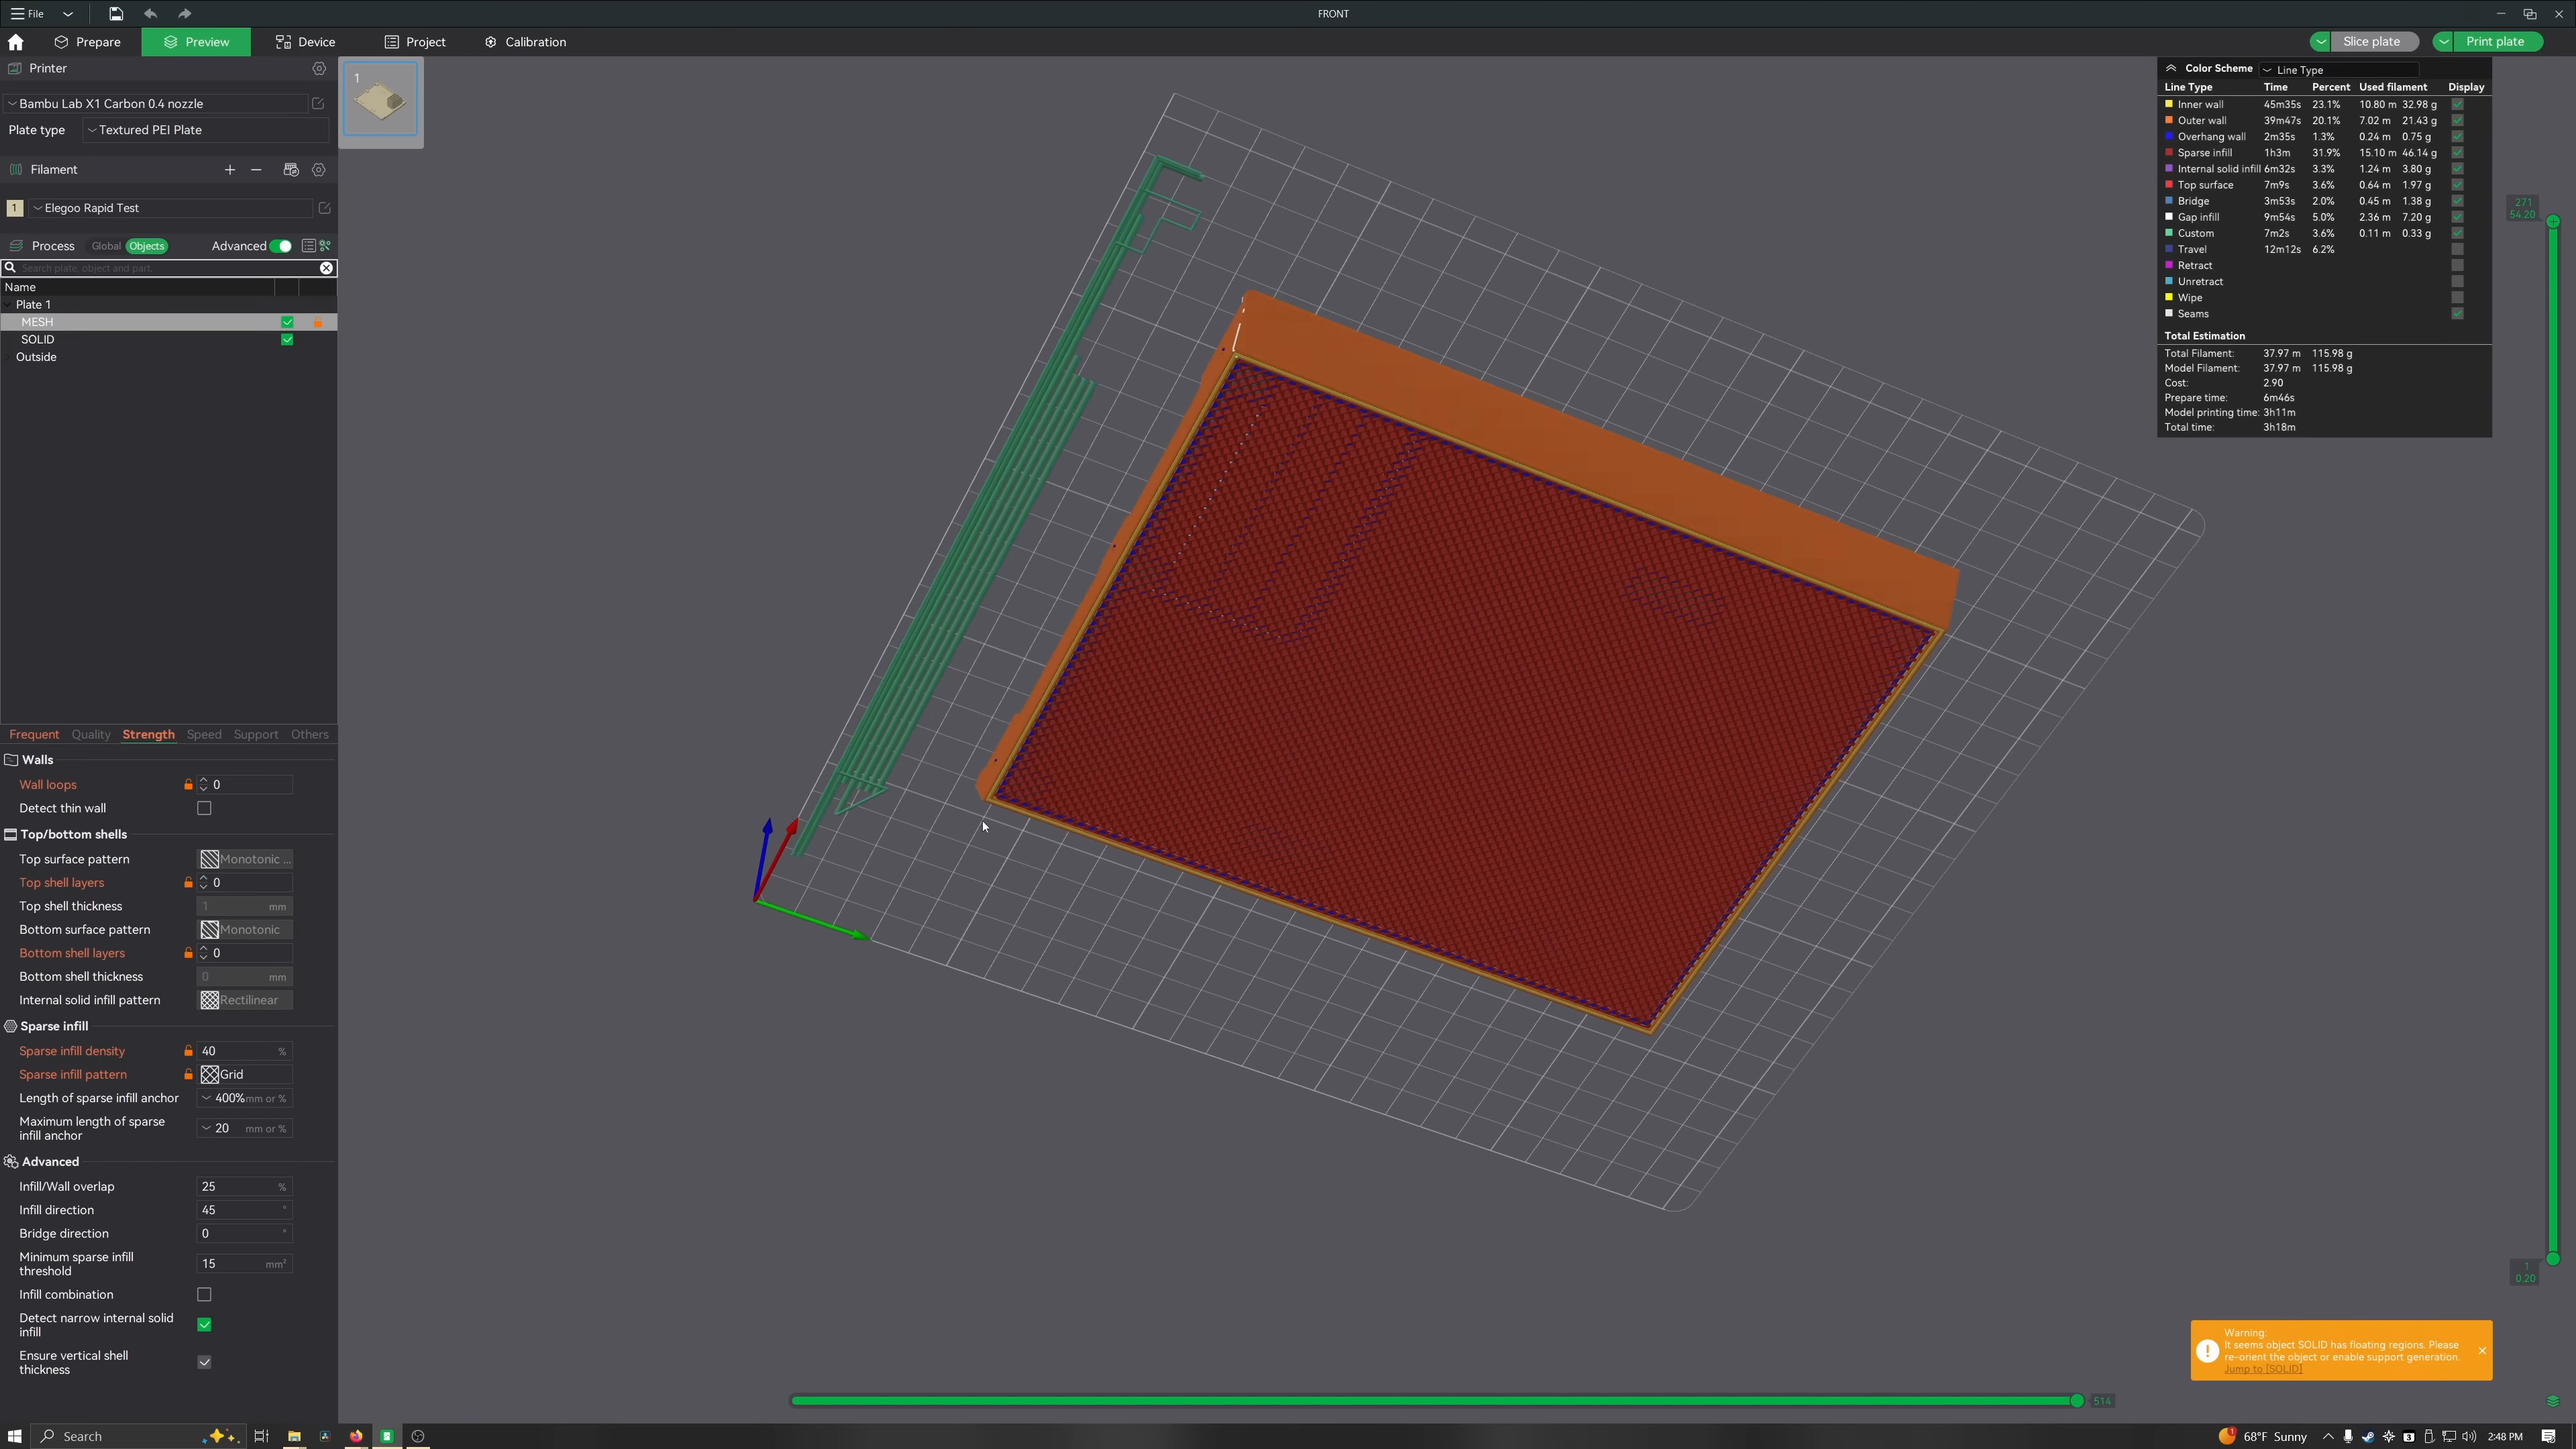 File
FRONT
Prepare
Preview
Device
Project
Calibration
Slice plate
Print plate
Printer
Bambu Lab X1 Carbon 0.4 nozzle
Plate type
Textured PEI Plate
Filament
1
Elegoo Rapid Test
Process
Global
Objects
Advanced
Search plate, object and part.
Name
Plate 1
MESH
SOLID
Outside
Frequent Quality Strength Speed Support Others
Walls
Wall loops 0
Detect thin wall
Top/bottom shells
Top surface pattern Monotonic ...
Top shell layers 0
Top shell thickness 1 mm
Bottom surface pattern Monotonic
Bottom shell layers 0
Bottom shell thickness 0 mm
Internal solid infill pattern Rectilinear
Sparse infill
Sparse infill density 40 %
Sparse infill pattern Grid
Length of sparse infill anchor 400% mm or %
Maximum length of sparse
infill anchor 20 mm or %
Advanced
Infill/Wall overlap 25 %
Infill direction 45 °
Bridge direction 0 °
Minimum sparse infill
threshold 15 mm²
Infill combination
Detect narrow internal solid
infill
Ensure vertical shell
thickness
1
Color Scheme Line Type
Line Type Time Percent Used filament Display
Inner wall 45m35s 23.1% 10.80 m 32.98 g
Outer wall 39m47s 20.1% 7.02 m 21.43 g
Overhang wall 2m35s 1.3% 0.24 m 0.75 g
Sparse infill 1h3m 31.9% 15.10 m 46.14 g
Internal solid infill 6m32s 3.3% 1.24 m 3.80 g
Top surface 7m9s 3.6% 0.64 m 1.97 g
Bridge 3m53s 2.0% 0.45 m 1.38 g
Gap infill 9m54s 5.0% 2.36 m 7.20 g
Custom 7m2s 3.6% 0.11 m 0.33 g
Travel 12m12s 6.2%
Retract
Unretract
Wipe
Seams
Total Estimation
Total Filament: 37.97 m 115.98 g
Model Filament: 37.97 m 115.98 g
Cost: 2.90
Prepare time: 6m46s
Model printing time: 3h11m
Total time: 3h18m
271
54.20
1
0.20
Warning:
It seems object SOLID has floating regions. Please
re-orient the object or enable support generation.
Jump to [SOLID]
514
Search
68°F Sunny
2:48 PM